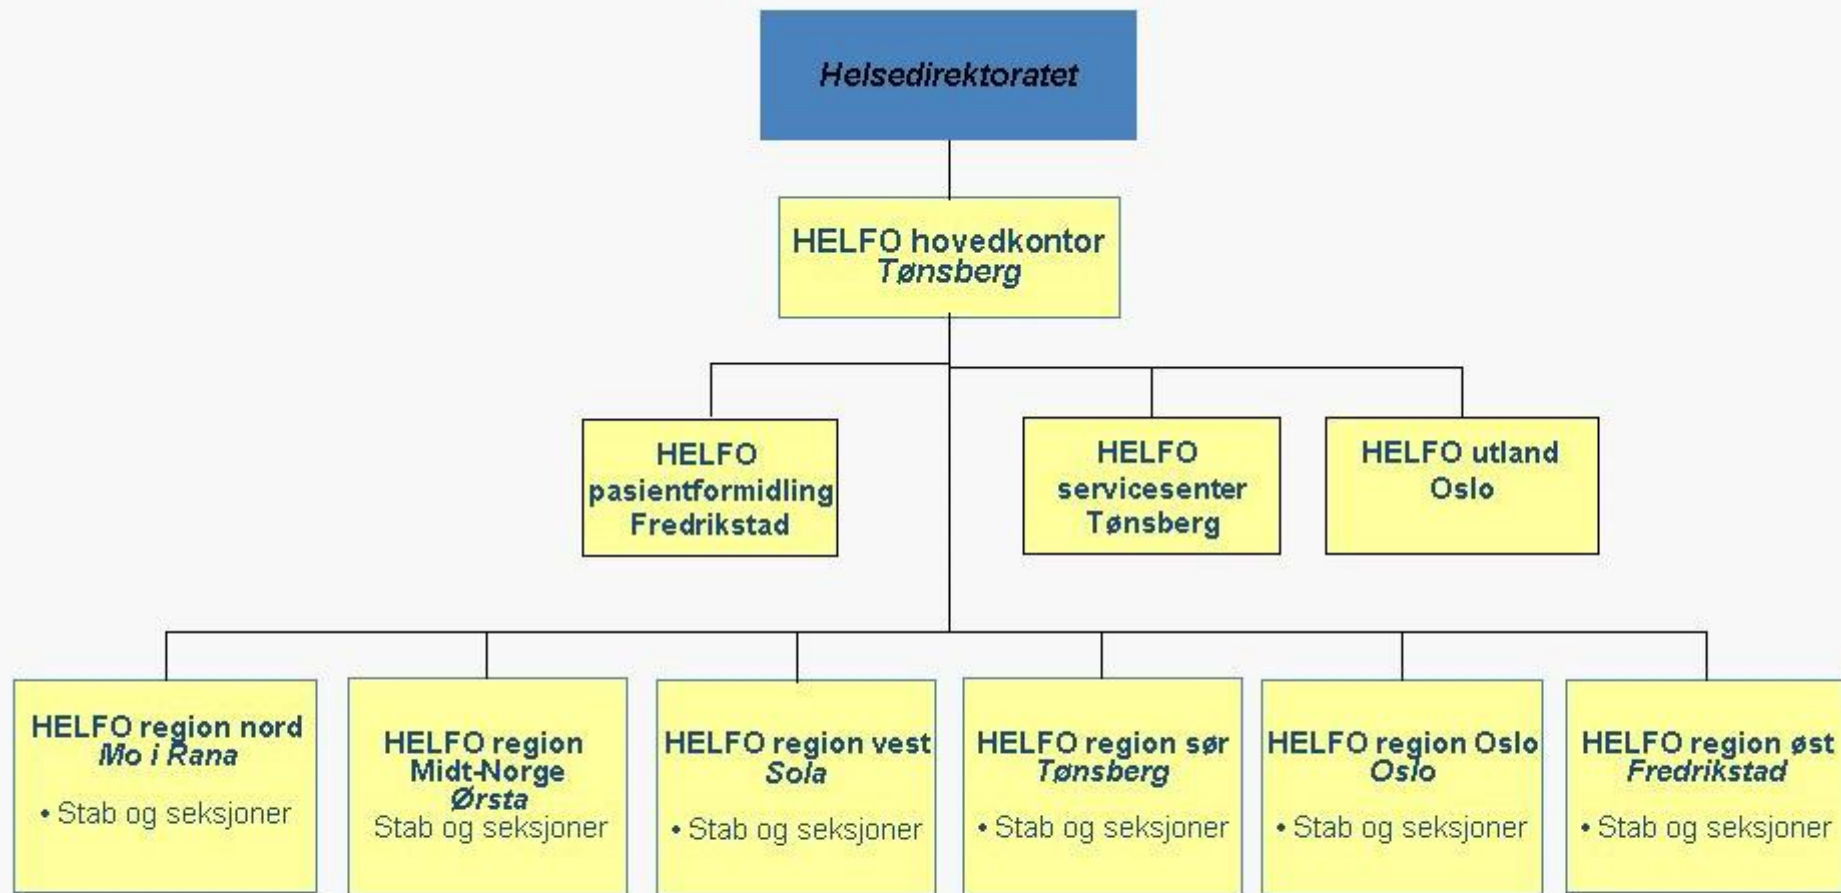 Helsedirektoratet
HELFO hovedkontor
Tønsberg
HELFO
pasientformidling
Fredrikstad
HELFO
servicesenter
Tønsberg
HELFO utland
Oslo
HELFO region nord
Mo i Rana
• Stab og seksjoner
HELFO region
Midt-Norge
Ørsta
Stab og seksjoner
HELFO region vest
Sola
• Stab og seksjoner
HELFO region sør
Tønsberg
• Stab og seksjoner
HELFO region Oslo
Oslo
• Stab og seksjoner
HELFO region øst
Fredrikstad
• Stab og seksjoner